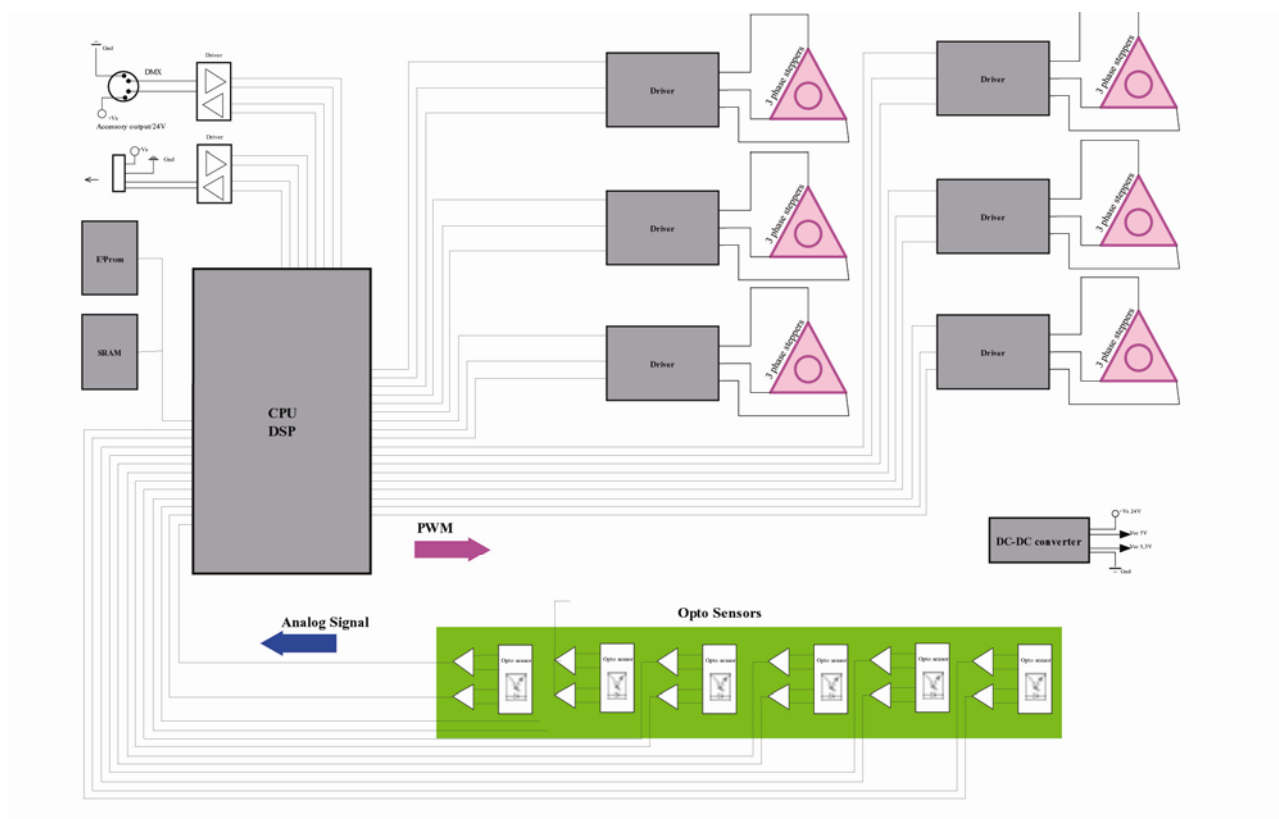 Gnd
DMX
Driver
+Vs
Accessory output/24V
Driver
+Vs
Gnd
E²Prom
SRAM
CPU
DSP
Driver
3 phase steppers
Driver
3 phase steppers
Driver
3 phase steppers
Driver
3 phase steppers
Driver
3 phase steppers
Driver
3 phase steppers
PWM
DC-DC converter
+Vs 24V
Vcc 5V
Vcc 3,3V
Gnd
Analog Signal
Opto Sensors
Opto sensor
Opto sensor
Opto sensor
Opto sensor
Opto sensor
Opto sensor